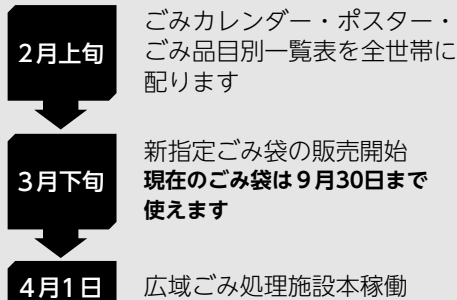 2月上旬
ごみカレンダー・ポスター・
ごみ品目別一覧表を全世帯に
配ります
3月下旬
新指定ごみ袋の販売開始
現在のごみ袋は９月30日まで
使えます
4月1日
広域ごみ処理施設本稼働